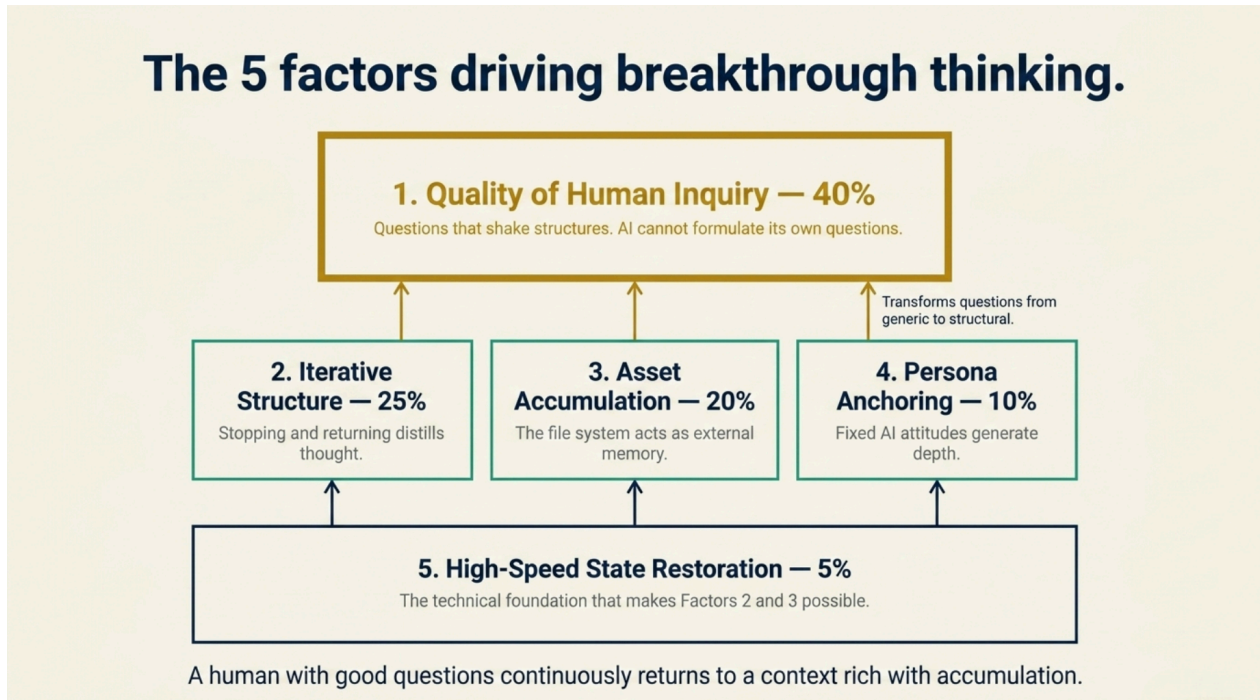 The 5 factors driving breakthrough thinking.
1. Quality of Human Inquiry — 40%
Questions that shake structures. AI cannot formulate its own questions.
Transforms questions from
generic to structural.
2. Iterative
Structure — 25%
Stopping and returning distills
thought.
3. Asset
Accumulation — 20%
The file system acts as external
memory.
4. Persona
Anchoring — 10%
Fixed AI attitudes generate
depth.
5. High-Speed State Restoration — 5%
The technical foundation that makes Factors 2 and 3 possible.
A human with good questions continuously returns to a context rich with accumulation.